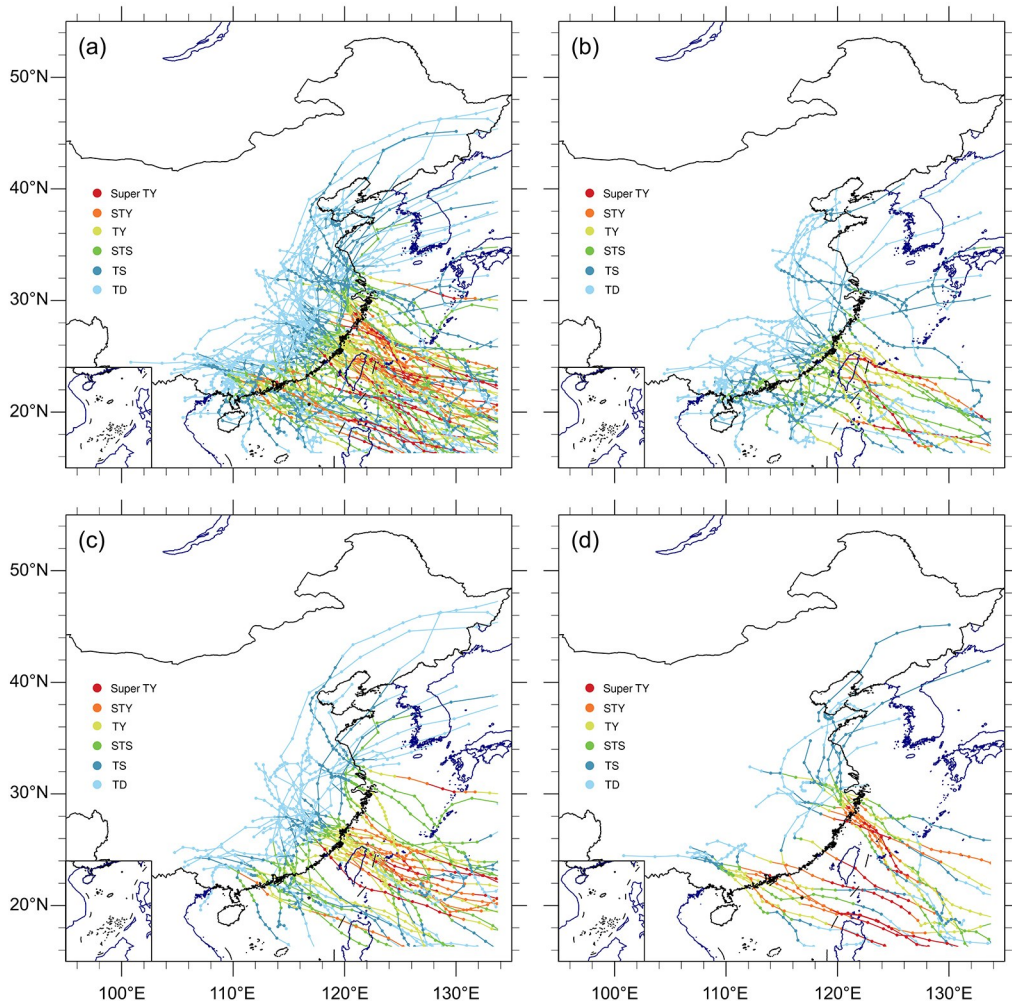 (a)
(b)
50°N
40°N
Super TY
Super TY
STY
STY
TY
TY
STS
STS
TS
TS
TD
TD
30°N
20°N
(c)
(d)
50°N
40°N
Super TY
Super TY
STY
STY
TY
TY
STS
STS
TS
TS
TD
TD
30°N
20°N
100°E 110°E 120°E 130°E
100°E 110°E 120°E 130°E